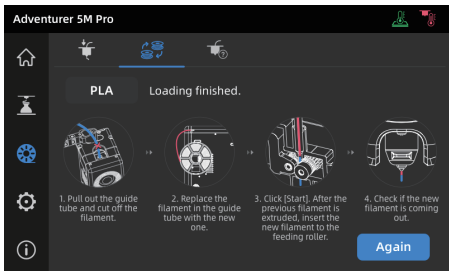 Adventurer 5M Pro
PLA
Loading finished.
1. Pull out the guide
tube and cut off the
filament.
2. Replace the
filament in the guide
tube with the new
one.
3. Click [Start]. After the
previous filament is
extruded, insert the
new filament to the
feeding roller.
4. Check if the new
filament is coming
out.
Again